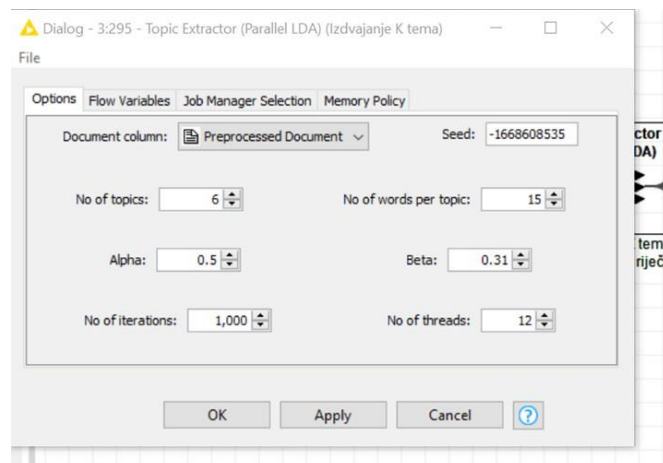 Dialog - 3:295 - Topic Extractor (Parallel LDA) (Izdvajanje K tema)
File
Options Flow Variables Job Manager Selection Memory Policy
Document column: Preprocessed Document Seed: -1668608535
No of topics: 6 No of words per topic: 15
Alpha: 0.5 Beta: 0.31
No of iterations: 1,000 No of threads: 12
OK Apply Cancel ?
ctor
DA)
tem
riječ